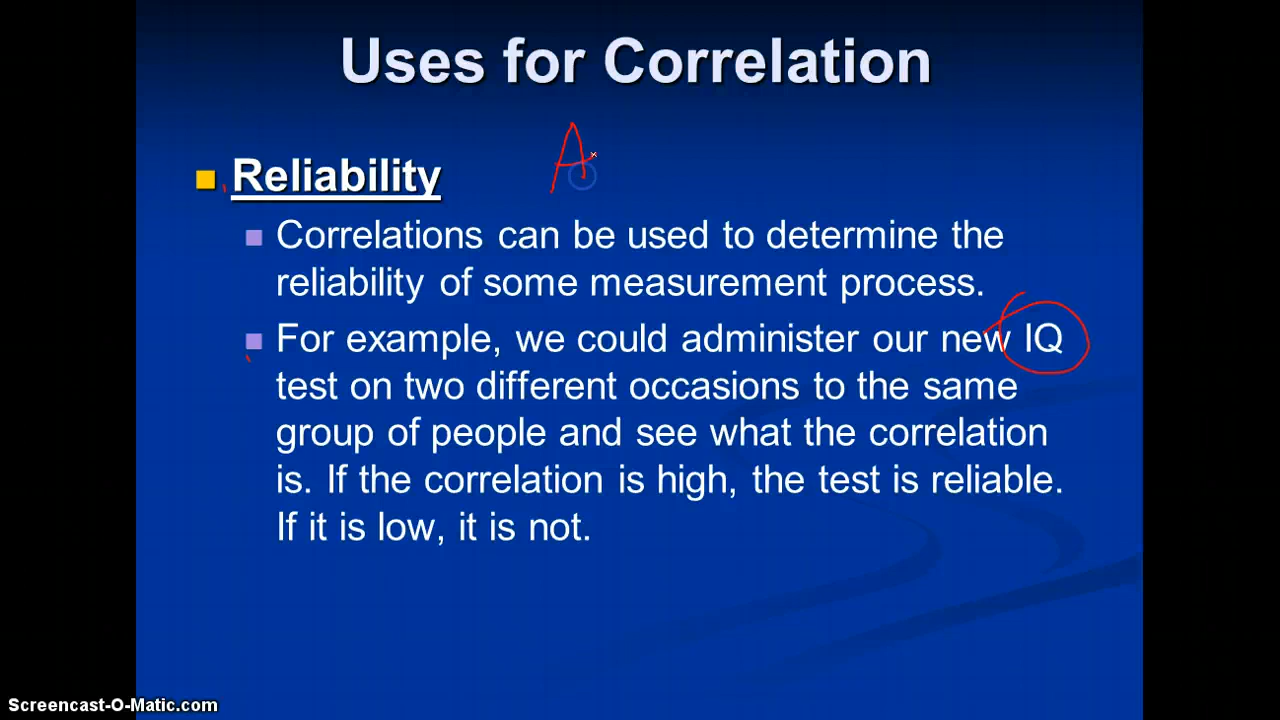 Uses for Correlation
Reliability
A
Correlations can be used to determine the
reliability of some measurement process.
For example, we could administer our new IQ
test on two different occasions to the same
group of people and see what the correlation
is. If the correlation is high, the test is reliable.
If it is low, it is not.
Screencast-O-Matic.com